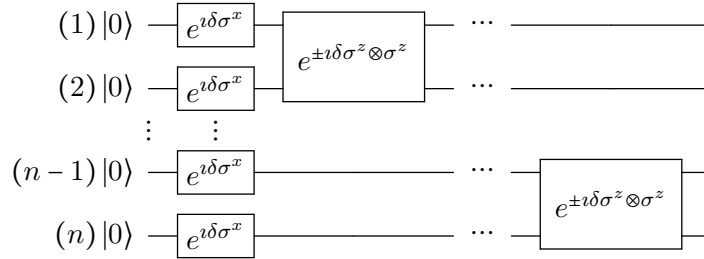 (1) |0⟩ e^{ıδσ^x} e^{±ıδσ^z⊗σ^z} ...
(2) |0⟩ e^{ıδσ^x} ...
⋮ ⋮
(n-1) |0⟩ e^{ıδσ^x} ... e^{±ıδσ^z⊗σ^z}
(n) |0⟩ e^{ıδσ^x} ...